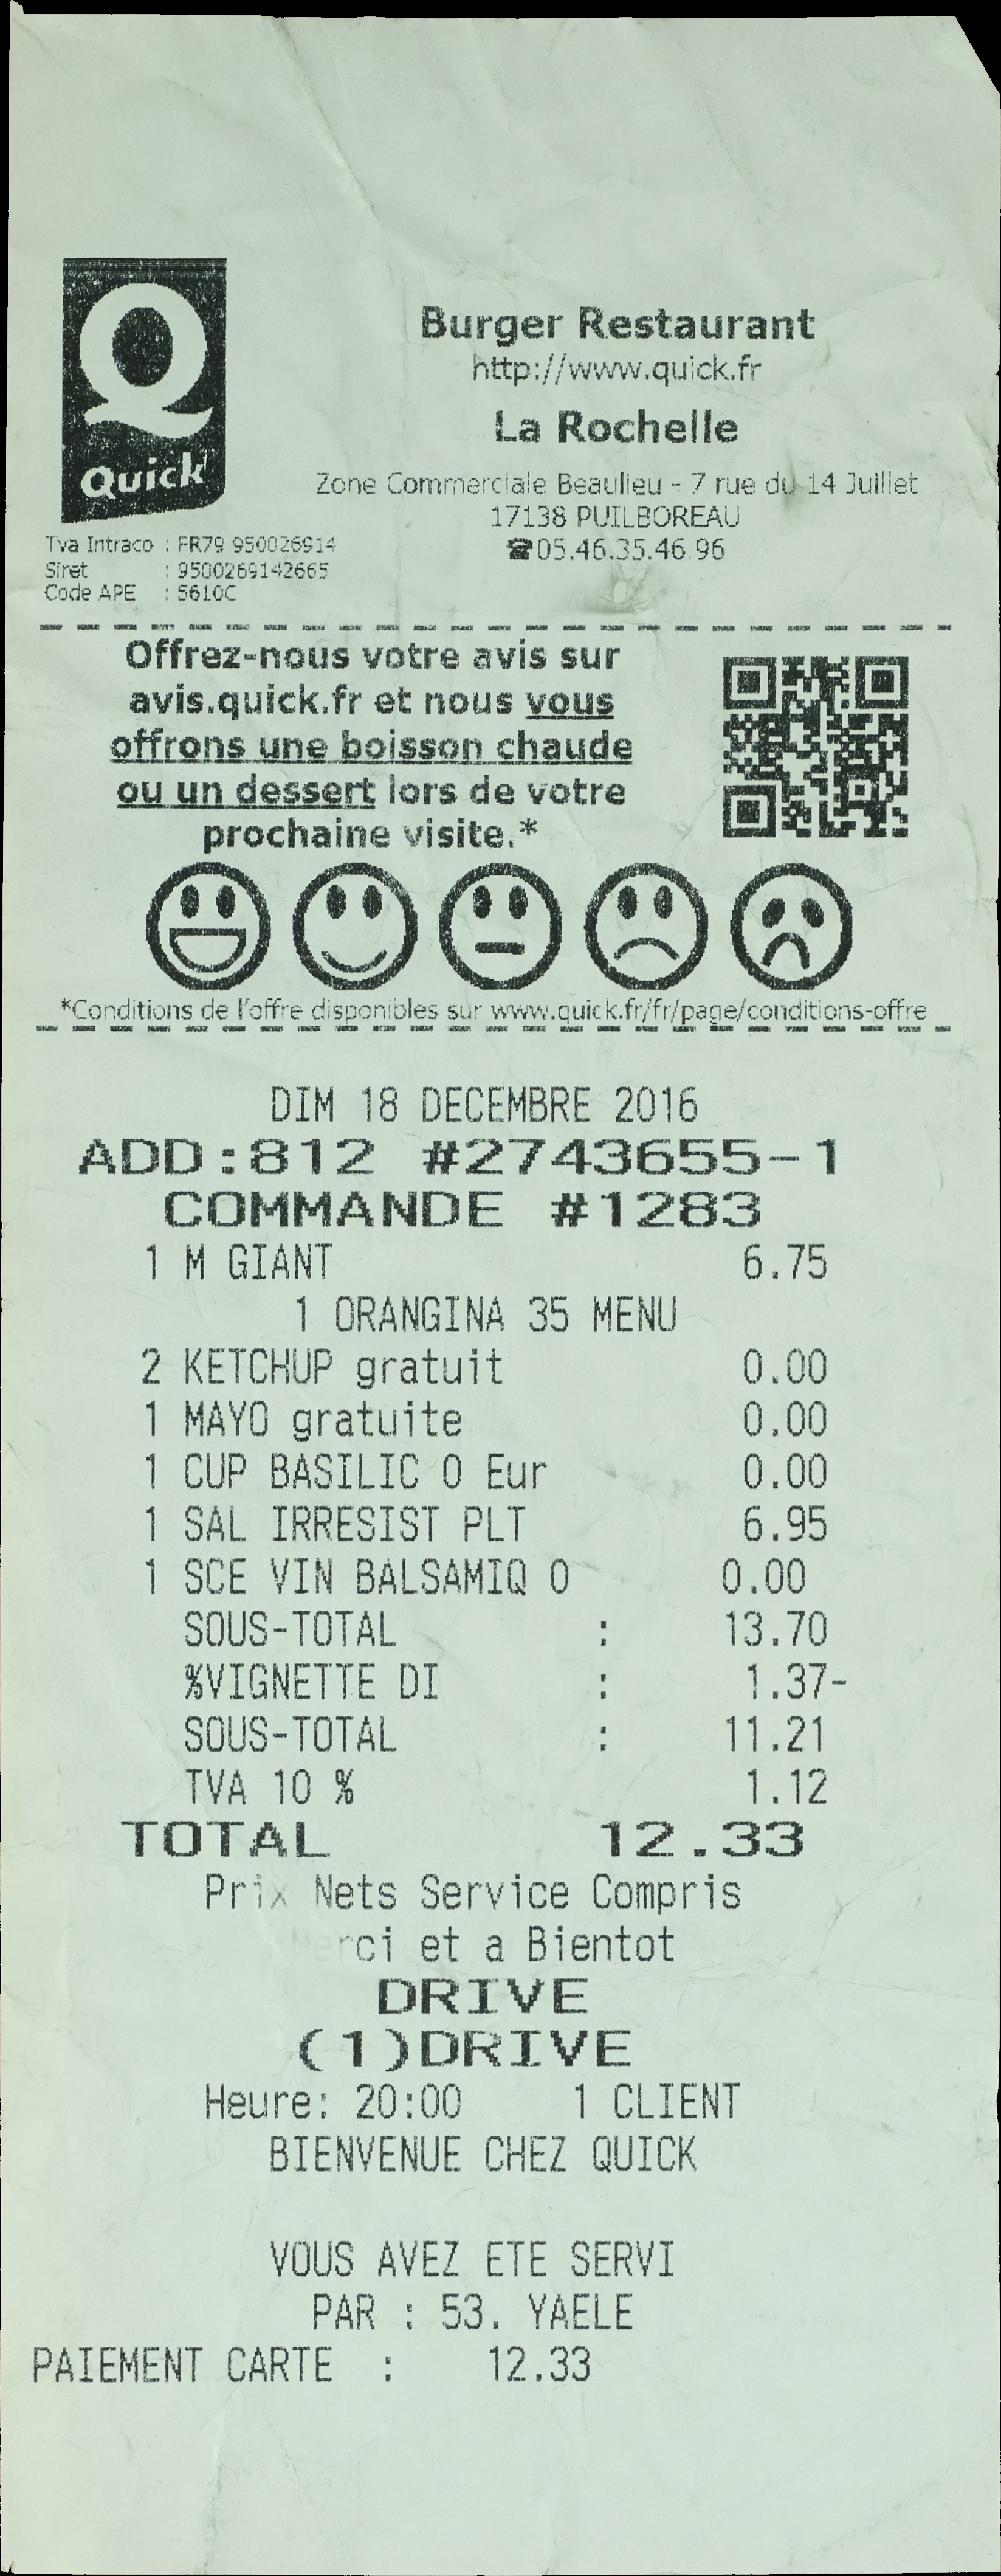 Quick
Burger Restaurant
http://www.quick.fr
La Rochelle
Zone Commerciale Beaulieu - 7 rue du 14 Juillet
17138 PUILBOREAU
☎05.46.35.46.96
Tva Intraco : FR79 950026914
Siret : 9500269142665
Code APE : 5610C
Offrez-nous votre avis sur
avis.quick.fr et nous vous
offrons une boisson chaude
ou un dessert lors de votre
prochaine visite.*
*Conditions de l'offre disponibles sur www.quick.fr/fr/page/conditions-offre
DIM 18 DECEMBRE 2016
ADD:812 #2743655-1
COMMANDE #1283
1 M GIANT 6.75
1 ORANGINA 35 MENU
2 KETCHUP gratuit 0.00
1 MAYO gratuite 0.00
1 CUP BASILIC 0 Eur 0.00
1 SAL IRRESIST PLT 6.95
1 SCE VIN BALSAMIQ 0 0.00
SOUS-TOTAL : 13.70
%VIGNETTE DI : 1.37-
SOUS-TOTAL : 11.21
TVA 10 % 1.12
TOTAL 12.33
Prix Nets Service Compris
Merci et a Bientot
DRIVE
(1)DRIVE
Heure: 20:00 1 CLIENT
BIENVENUE CHEZ QUICK
VOUS AVEZ ETE SERVI
PAR : 53. YAELE
PAIEMENT CARTE : 12.33